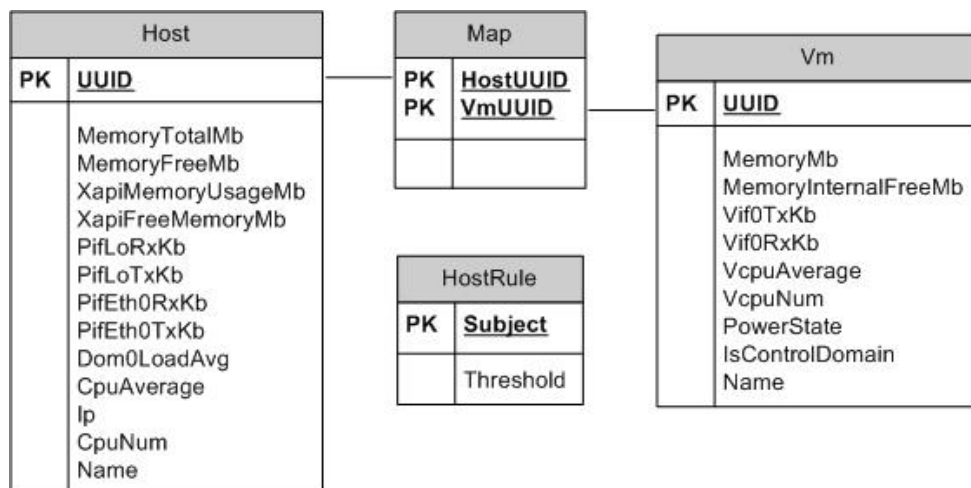 Host
PK UUID
MemoryTotalMb
MemoryFreeMb
XapiMemoryUsageMb
XapiFreeMemoryMb
PifLoRxKb
PifLoTxKb
PifEth0RxKb
PifEth0TxKb
Dom0LoadAvg
CpuAverage
Ip
CpuNum
Name
Map
PK HostUUID
PK VmUUID
HostRule
PK Subject
Threshold
Vm
PK UUID
MemoryMb
MemoryInternalFreeMb
Vif0TxKb
Vif0RxKb
VcpuAverage
VcpuNum
PowerState
IsControlDomain
Name